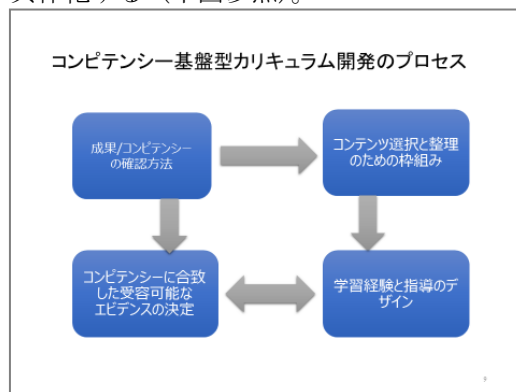 コンピテンシー基盤型カリキュラム開発のプロセス
成果/コンピテンシー
の確認方法
コンテンツ選択と整理
のための枠組み
コンピテンシーに合致
した受容可能な
エビデンスの決定
学習経験と指導のデ
ザイン